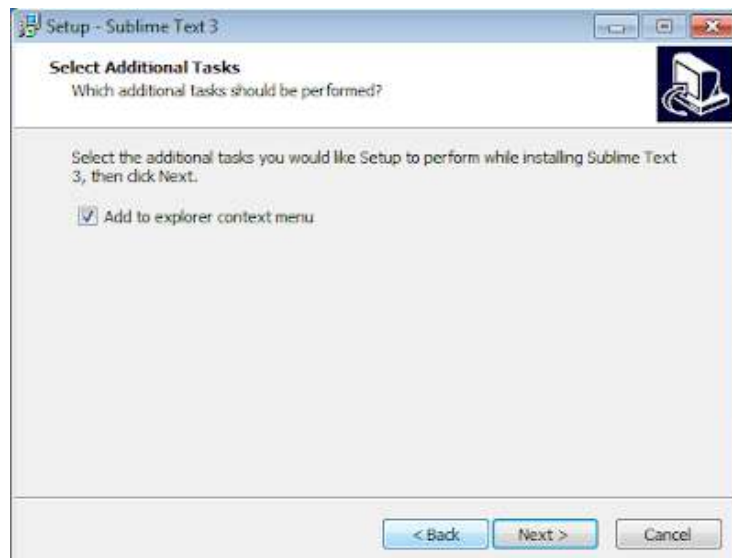 Setup - Sublime Text 3
Select Additional Tasks
Which additional tasks should be performed?
Select the additional tasks you would like Setup to perform while installing Sublime Text
3, then click Next.
Add to explorer context menu
< Back Next > Cancel